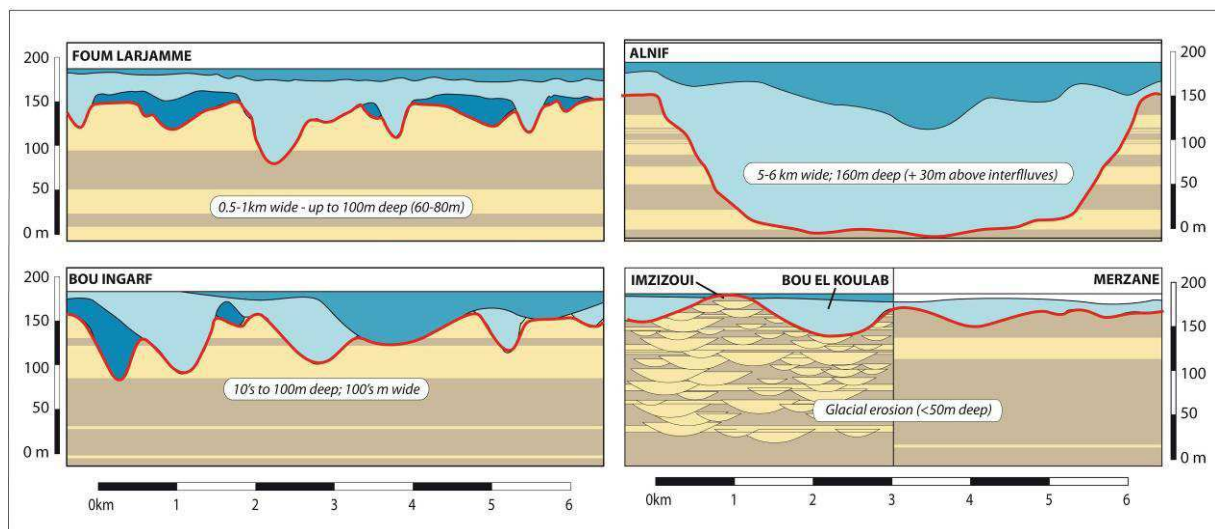 FOUM LARJAMME
200
150
100
50
0 m
0.5-1km wide - up to 100m deep (60-80m)
ALNIF
200
150
100
50
0 m
5-6 km wide; 160m deep (+ 30m above interflluves)
BOU INGARF
200
150
100
50
0 m
10's to 100m deep; 100's m wide
0km 1 2 3 4 5 6
IMZIZOUI BOU EL KOULAB MERZANE
200
150
100
50
0 m
Glacial erosion (<50m deep)
0km 1 2 3 4 5 6